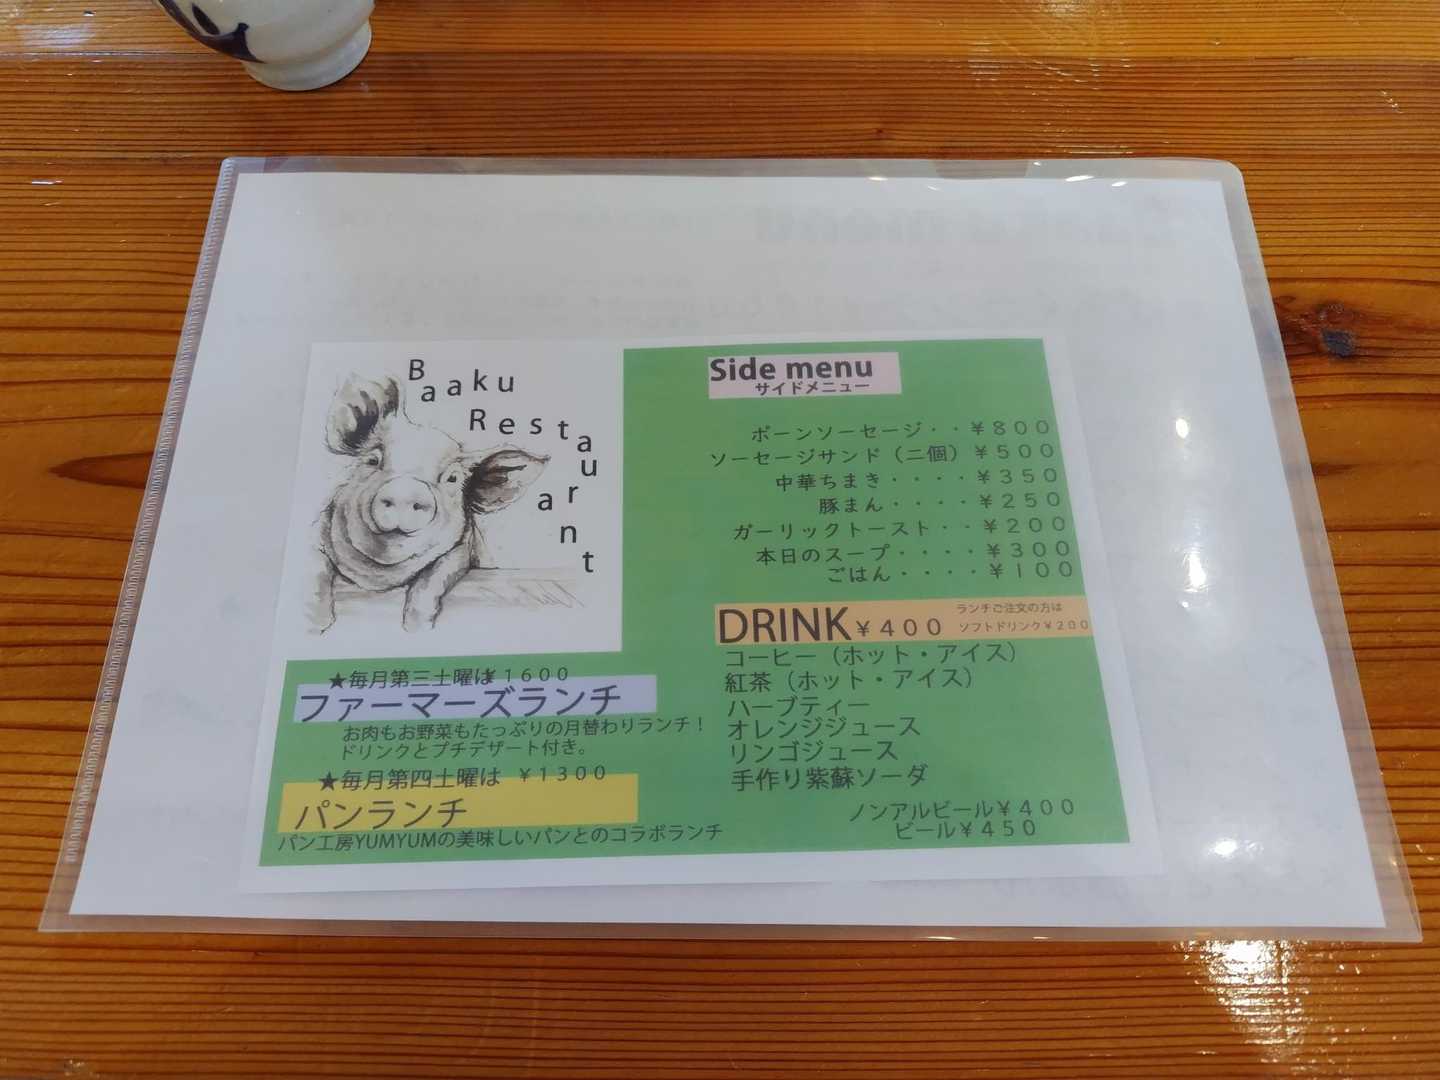 Baaku
Restaurant
Side menu
サイドメニュー
ボーンソーセージ・・¥800
ソーセージサンド（二個）¥500
中華ちまき・・・・¥350
豚まん・・・・¥250
ガーリックトースト・・¥200
本日のスープ・・・・¥300
ごはん・・・・¥100
DRINK¥400
ランチご注文の方は
ソフトドリンク¥200
コーヒー（ホット・アイス）
紅茶（ホット・アイス）
ハーブティー
オレンジジュース
リンゴジュース
手作り紫蘇ソーダ
ノンアルビール¥400
ビール¥450
★毎月第三土曜は¥1600
ファーマーズランチ
お肉もお野菜もたっぷりの月替わりランチ！
ドリンクとプチデザート付き。
★毎月第四土曜は ¥1300
パンランチ
パン工房YUMYUMの美味しいパンとのコラボランチ